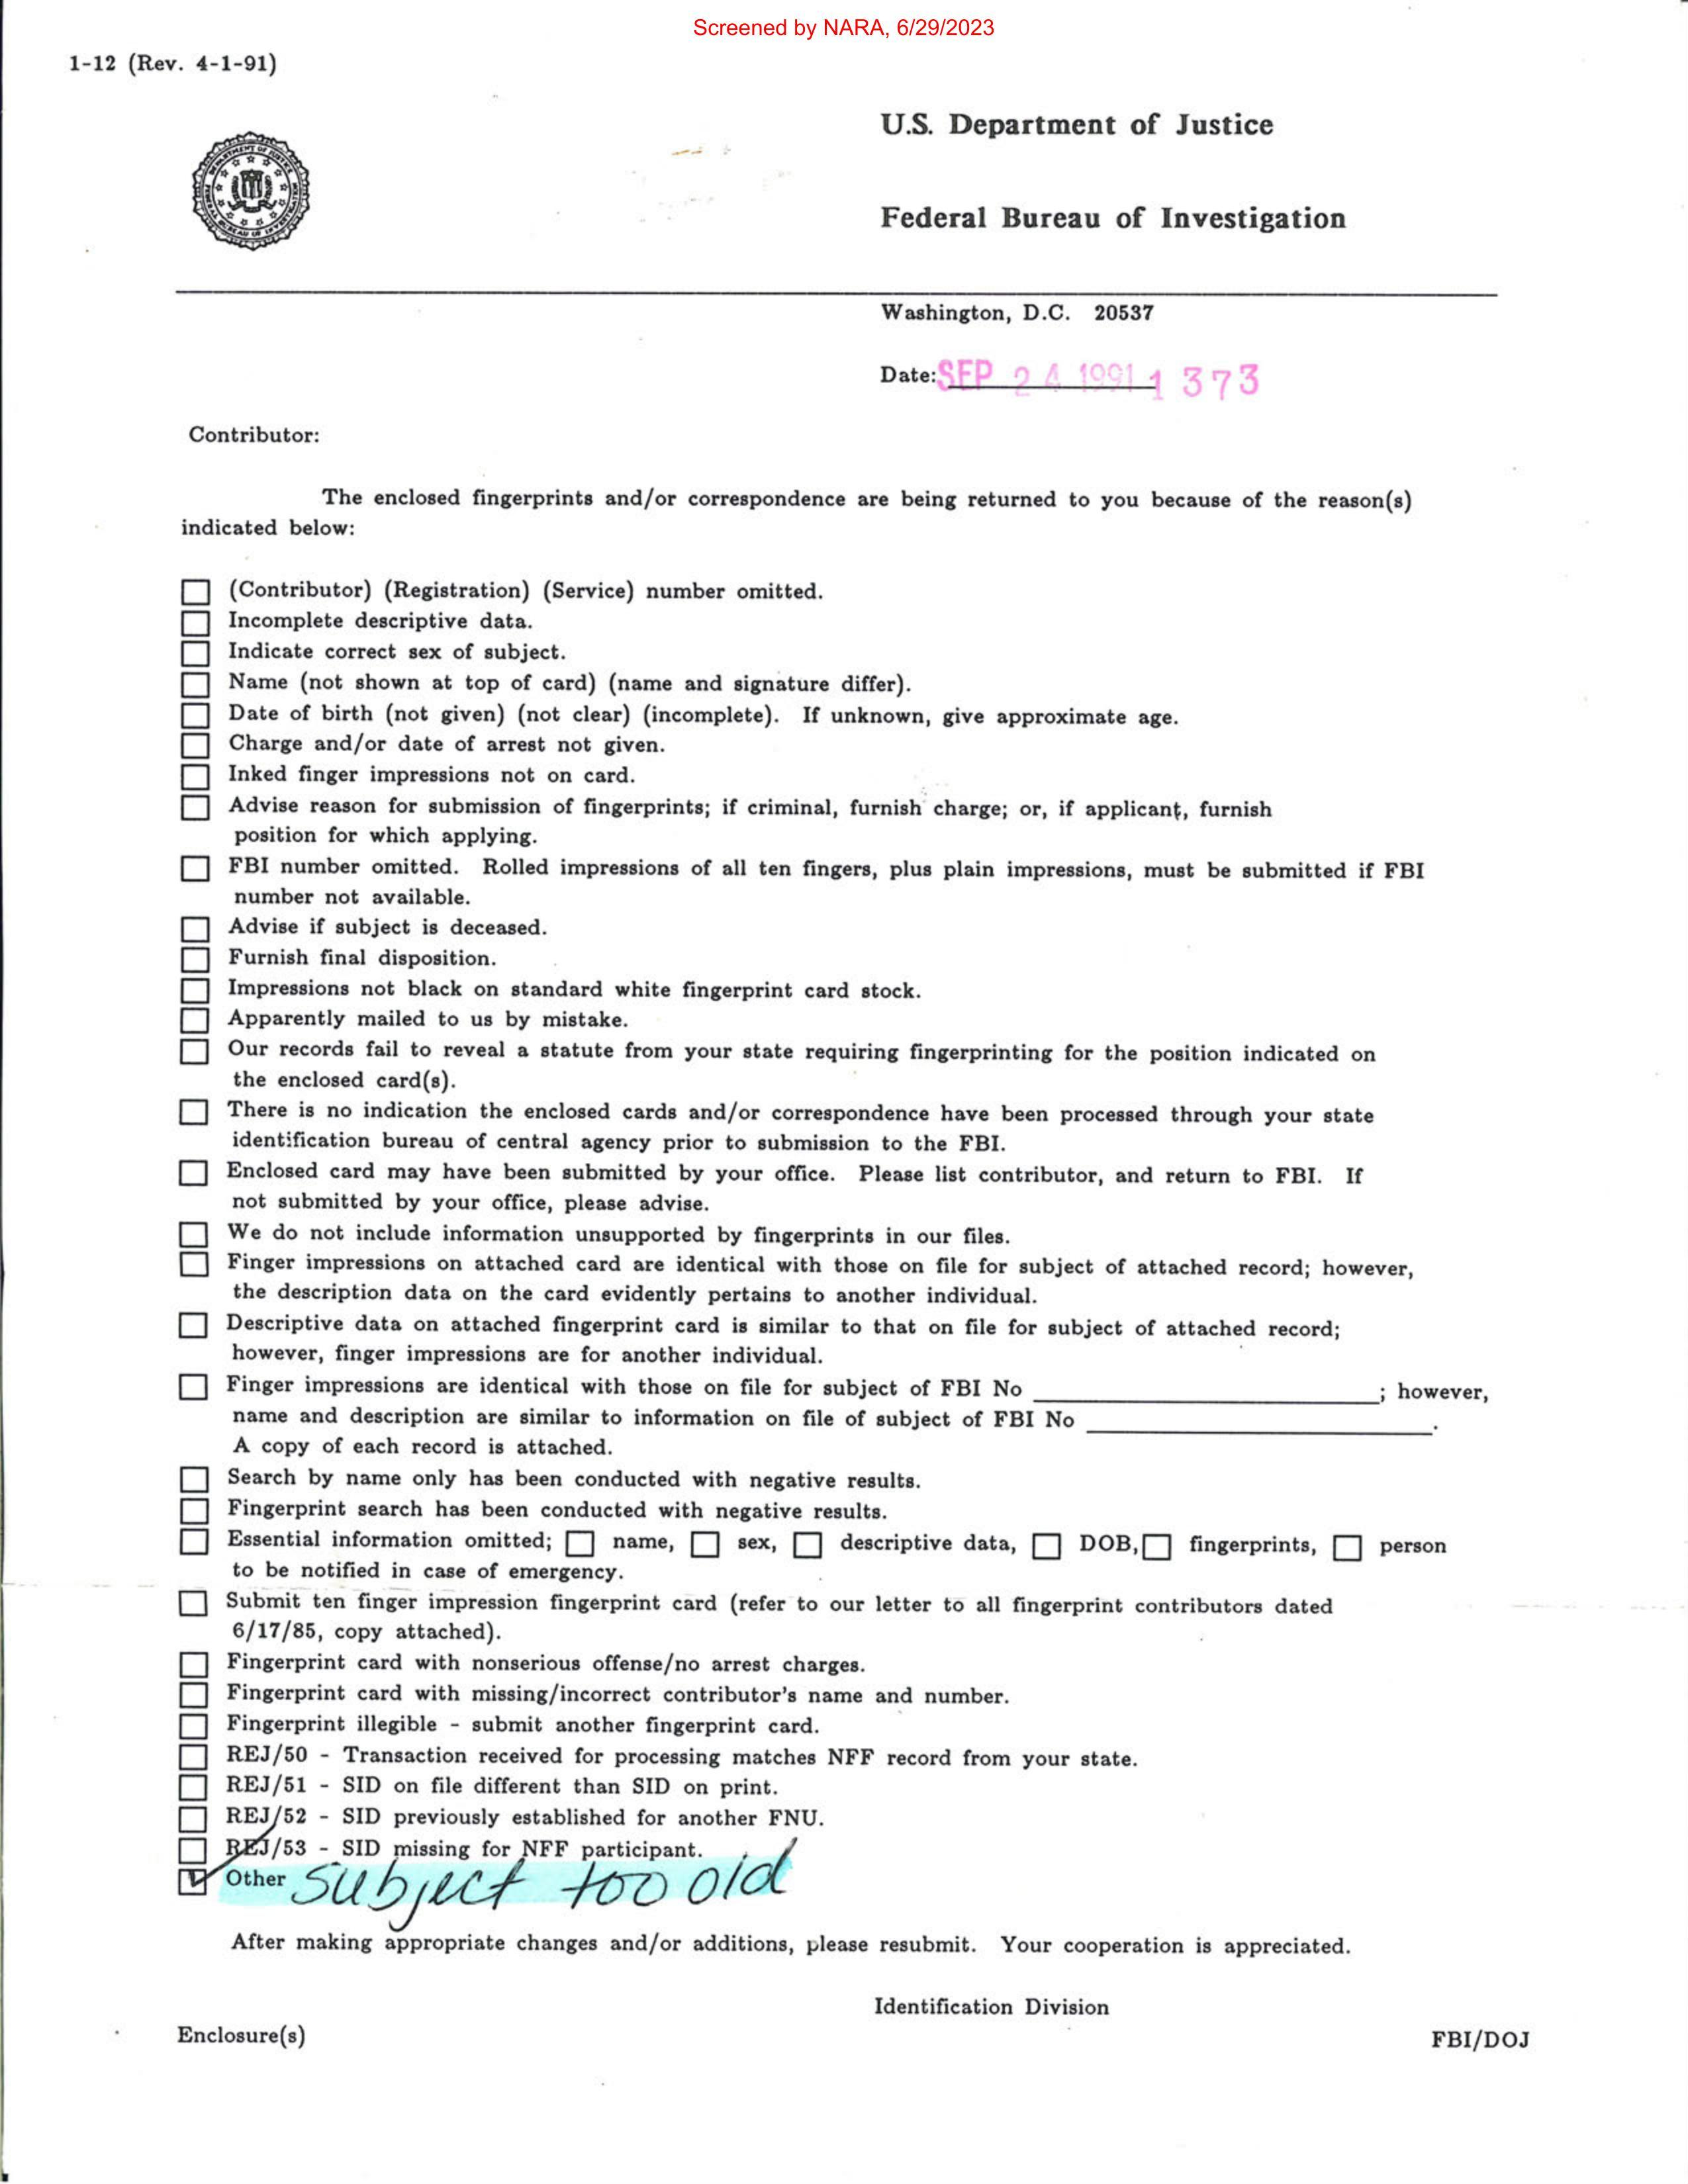 Screened by NARA, 6/29/2023
1-12 (Rev. 4-1-91)
U.S. Department of Justice
Federal Bureau of Investigation
Washington, D.C. 20537
Date: SEP 24 1991 1373
Contributor:
The enclosed fingerprints and/or correspondence are being returned to you because of the reason(s)
indicated below:
(Contributor) (Registration) (Service) number omitted.
Incomplete descriptive data.
Indicate correct sex of subject.
Name (not shown at top of card) (name and signature differ).
Date of birth (not given) (not clear) (incomplete). If unknown, give approximate age.
Charge and/or date of arrest not given.
Inked finger impressions not on card.
Advise reason for submission of fingerprints; if criminal, furnish charge; or, if applicant, furnish
position for which applying.
FBI number omitted. Rolled impressions of all ten fingers, plus plain impressions, must be submitted if FBI
number not available.
Advise if subject is deceased.
Furnish final disposition.
Impressions not black on standard white fingerprint card stock.
Apparently mailed to us by mistake.
Our records fail to reveal a statute from your state requiring fingerprinting for the position indicated on
the enclosed card(s).
There is no indication the enclosed cards and/or correspondence have been processed through your state
identification bureau of central agency prior to submission to the FBI.
Enclosed card may have been submitted by your office. Please list contributor, and return to FBI. If
not submitted by your office, please advise.
We do not include information unsupported by fingerprints in our files.
Finger impressions on attached card are identical with those on file for subject of attached record; however,
the description data on the card evidently pertains to another individual.
Descriptive data on attached fingerprint card is similar to that on file for subject of attached record;
however, finger impressions are for another individual.
Finger impressions are identical with those on file for subject of FBI No ; however,
name and description are similar to information on file of subject of FBI No .
A copy of each record is attached.
Search by name only has been conducted with negative results.
Fingerprint search has been conducted with negative results.
Essential information omitted; name, sex, descriptive data, DOB, fingerprints, person
to be notified in case of emergency.
Submit ten finger impression fingerprint card (refer to our letter to all fingerprint contributors dated
6/17/85, copy attached).
Fingerprint card with nonserious offense/no arrest charges.
Fingerprint card with missing/incorrect contributor's name and number.
Fingerprint illegible - submit another fingerprint card.
REJ/50 - Transaction received for processing matches NFF record from your state.
REJ/51 - SID on file different than SID on print.
REJ/52 - SID previously established for another FNU.
REJ/53 - SID missing for NFF participant.
Other Subject too old
After making appropriate changes and/or additions, please resubmit. Your cooperation is appreciated.
Identification Division
Enclosure(s)
FBI/DOJ